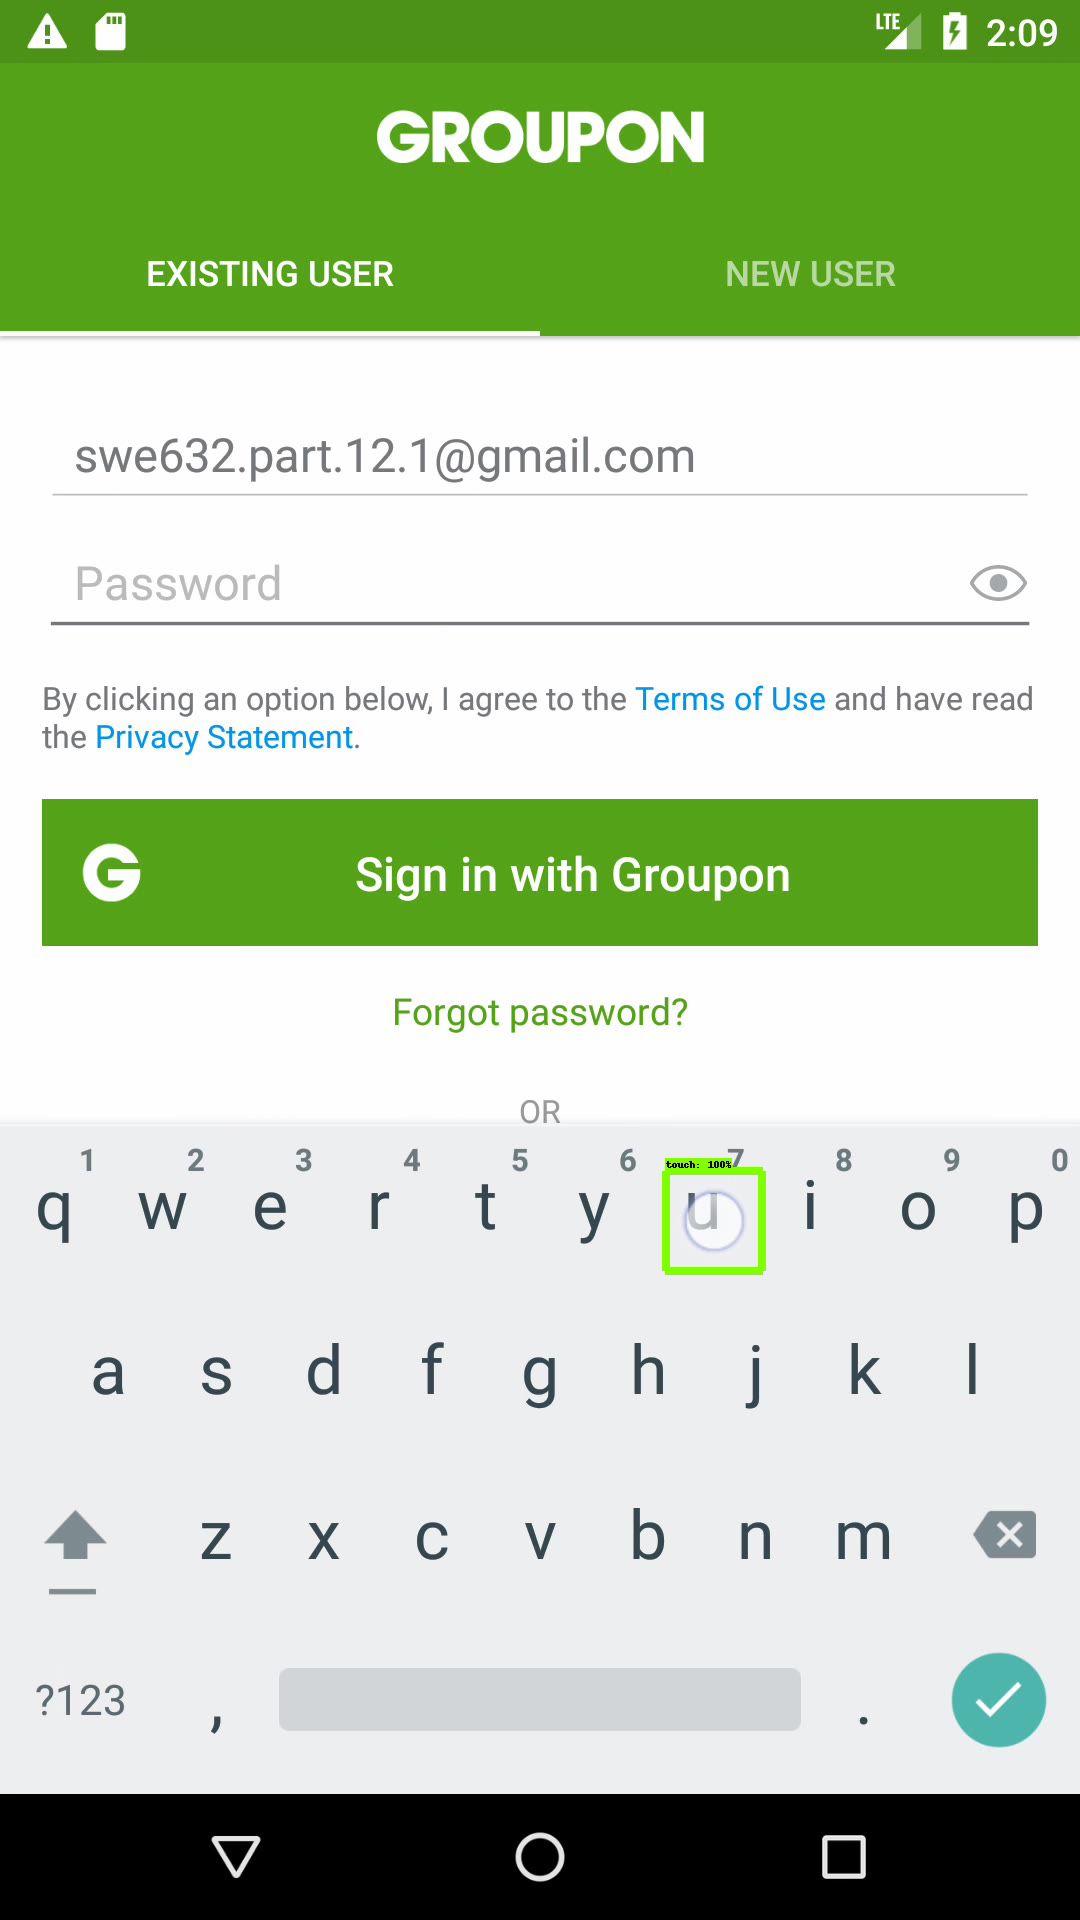 LTE 2:09
GROUPON
EXISTING USER NEW USER
swe632.part.12.1@gmail.com
Password
By clicking an option below, I agree to the Terms of Use and have read
the Privacy Statement.
G Sign in with Groupon
Forgot password?
OR
1 2 3 4 5 6 7 8 9 0
touch: 100%
q w e r t y u i o p
a s d f g h j k l
z x c v b n m
?123 , .